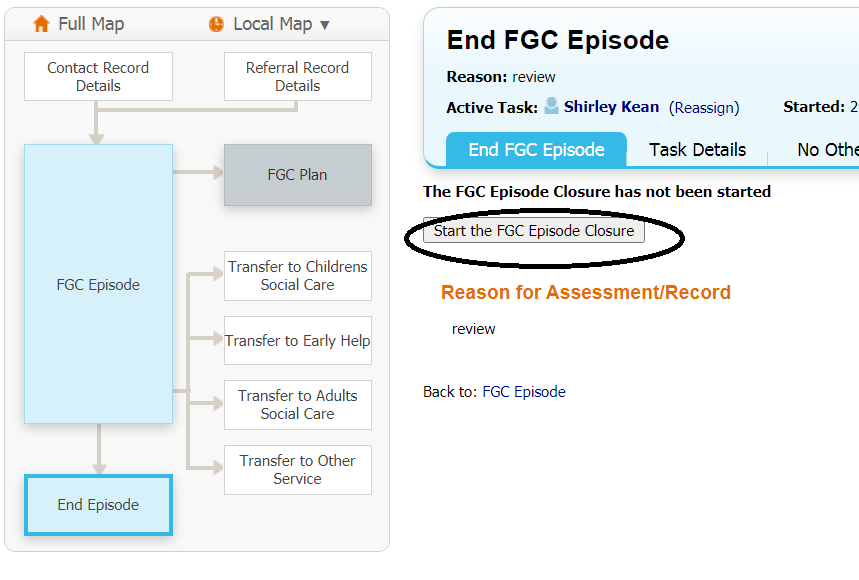 Full Map
Local Map ▼
Contact Record
Details
Referral Record
Details
FGC Episode
FGC Plan
Transfer to Childrens
Social Care
Transfer to Early Help
Transfer to Adults
Social Care
Transfer to Other
Service
End Episode
End FGC Episode
Reason: review
Active Task: Shirley Kean (Reassign) Started: 2
End FGC Episode Task Details No Othe
The FGC Episode Closure has not been started
Start the FGC Episode Closure
Reason for Assessment/Record
review
Back to: FGC Episode